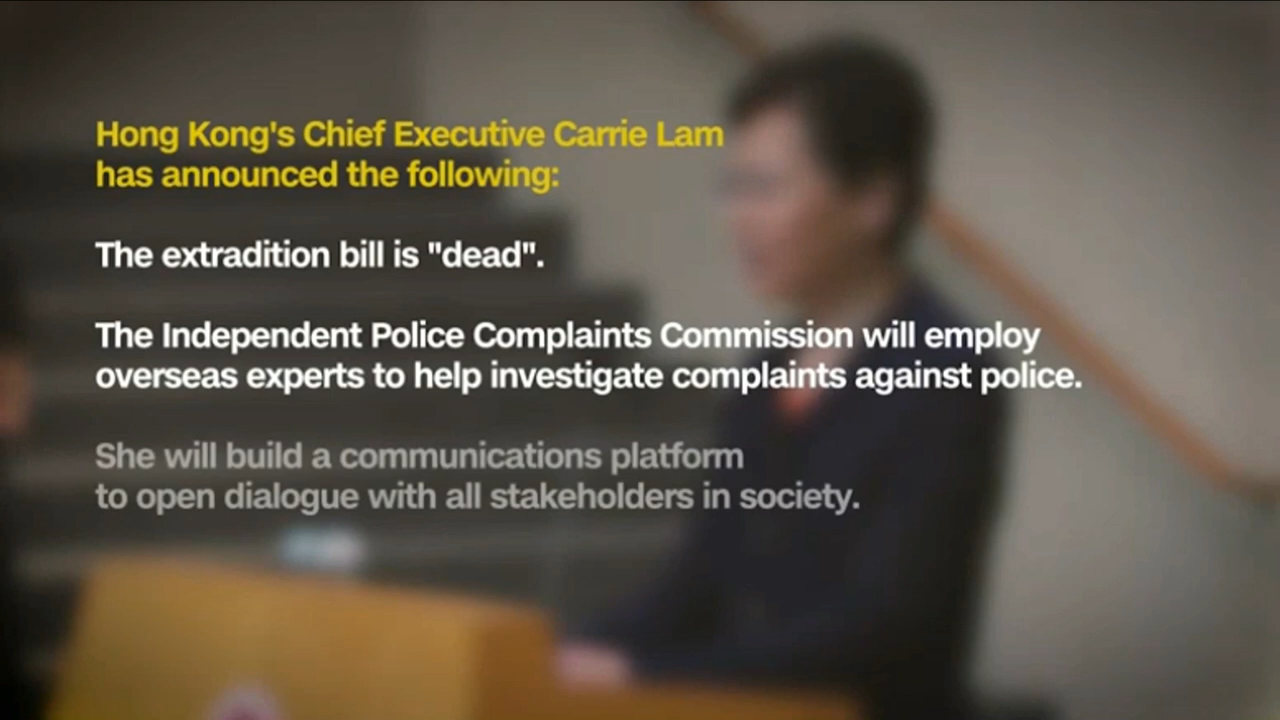 Hong Kong's Chief Executive Carrie Lam
has announced the following:
The extradition bill is "dead".
The Independent Police Complaints Commission will employ
overseas experts to help investigate complaints against police.
She will build a communications platform
to open dialogue with all stakeholders in society.